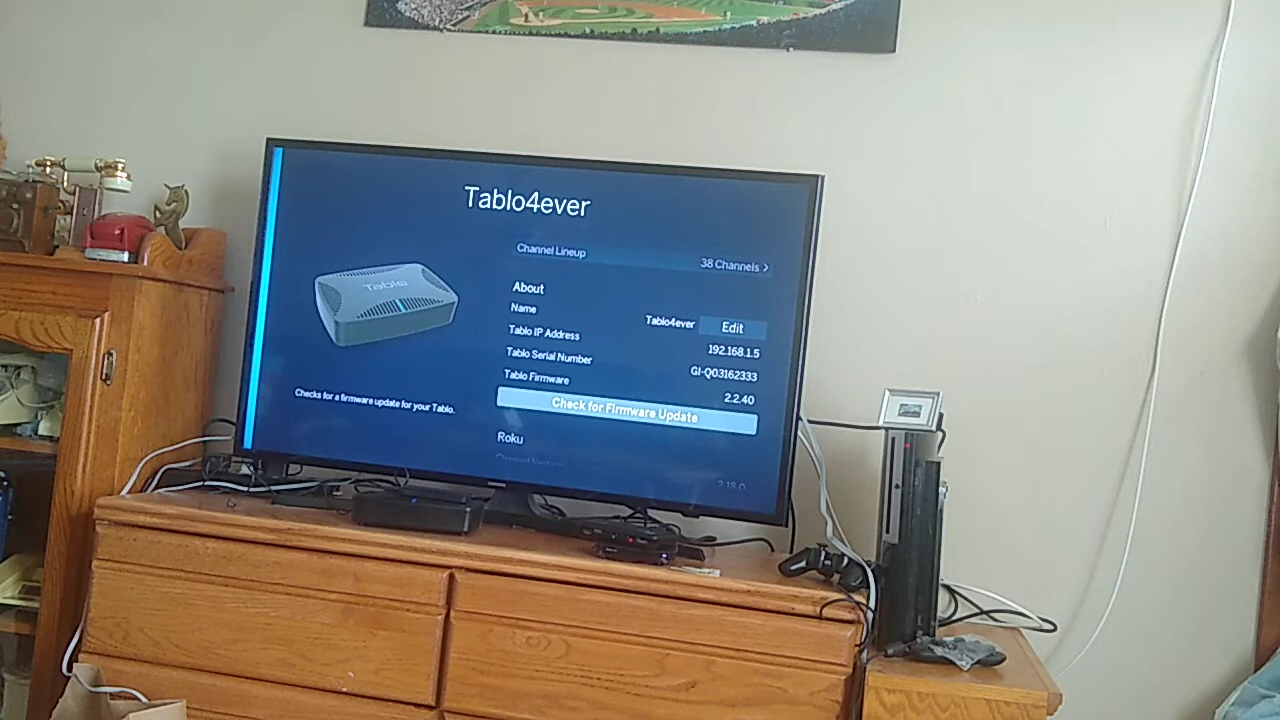 Tablo4ever
Channel Lineup 38 Channels >
Tablo
About
Name Tablo4ever Edit
Tablo IP Address 192.168.1.5
Tablo Serial Number GI-Q03162333
Tablo Firmware 2.2.40
Checks for a firmware update for your Tablo.
Check for Firmware Update
Roku
Channel Version